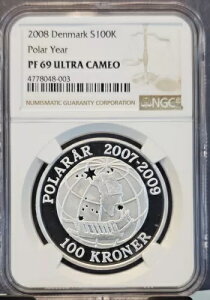 2008 Denmark S100K
Polar Year
PF 69 ULTRA CAMEO
4778048-003
NUMISMATIC GUARANTY CORPORATION
NGC
POLARÅR 2007-2009
100 KRONER